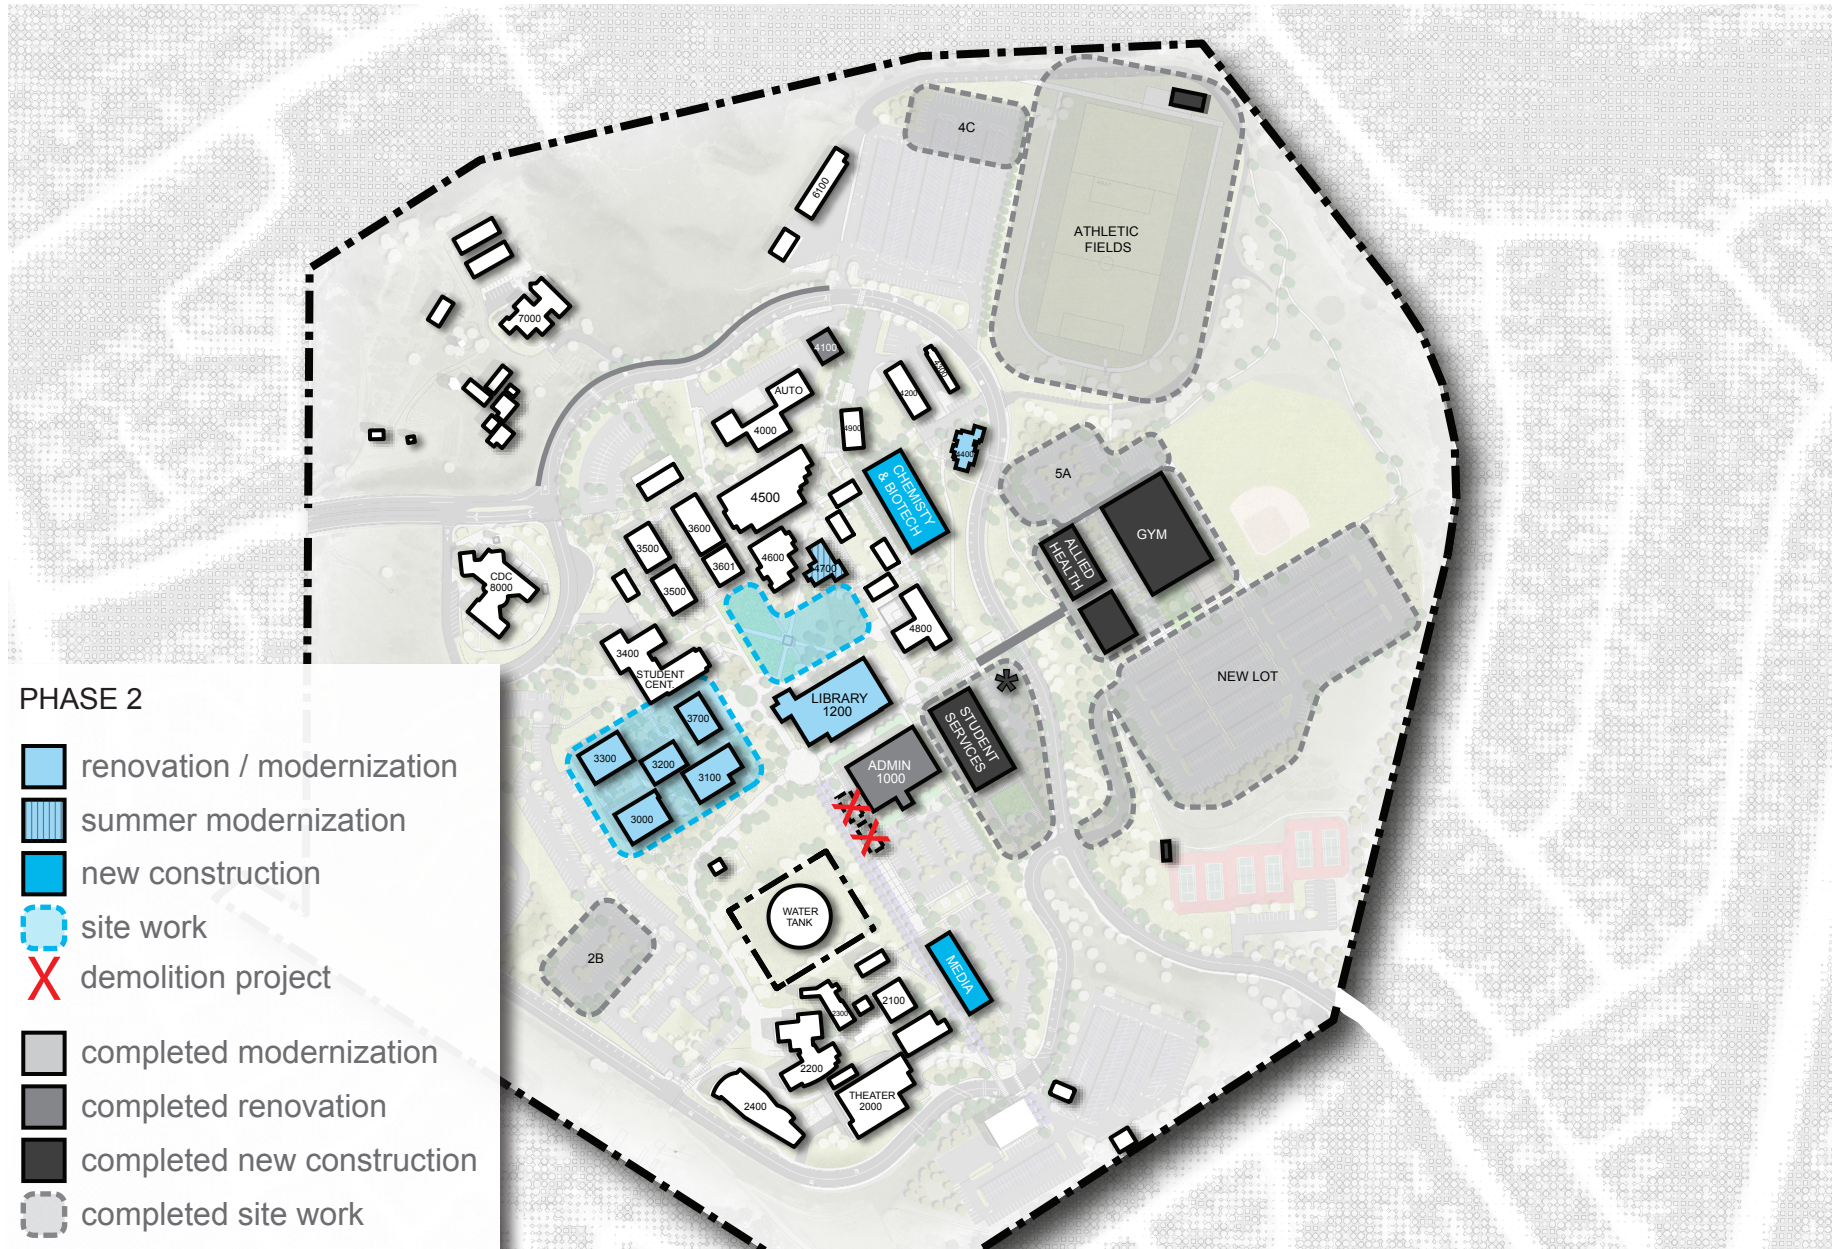 4C
6100
ATHLETIC
FIELDS
7000
4100
4300
AUTO
4200
4000
4900
4400
CHEMISTY
& BIOTECH
5A
4500
3600
GYM
3500
ALLIED
HEALTH
4600
3601
4700
CDC
8000
3500
4800
3400
STUDENT
CENT.
NEW LOT
LIBRARY
1200
3700
STUDENT
SERVICES
3300
3200
3100
ADMIN
1000
3000
WATER
TANK
2B
MEDIA
2100
2300
2200
THEATER
2000
2400
PHASE 2
renovation / modernization
summer modernization
new construction
site work
demolition project
completed modernization
completed renovation
completed new construction
completed site work